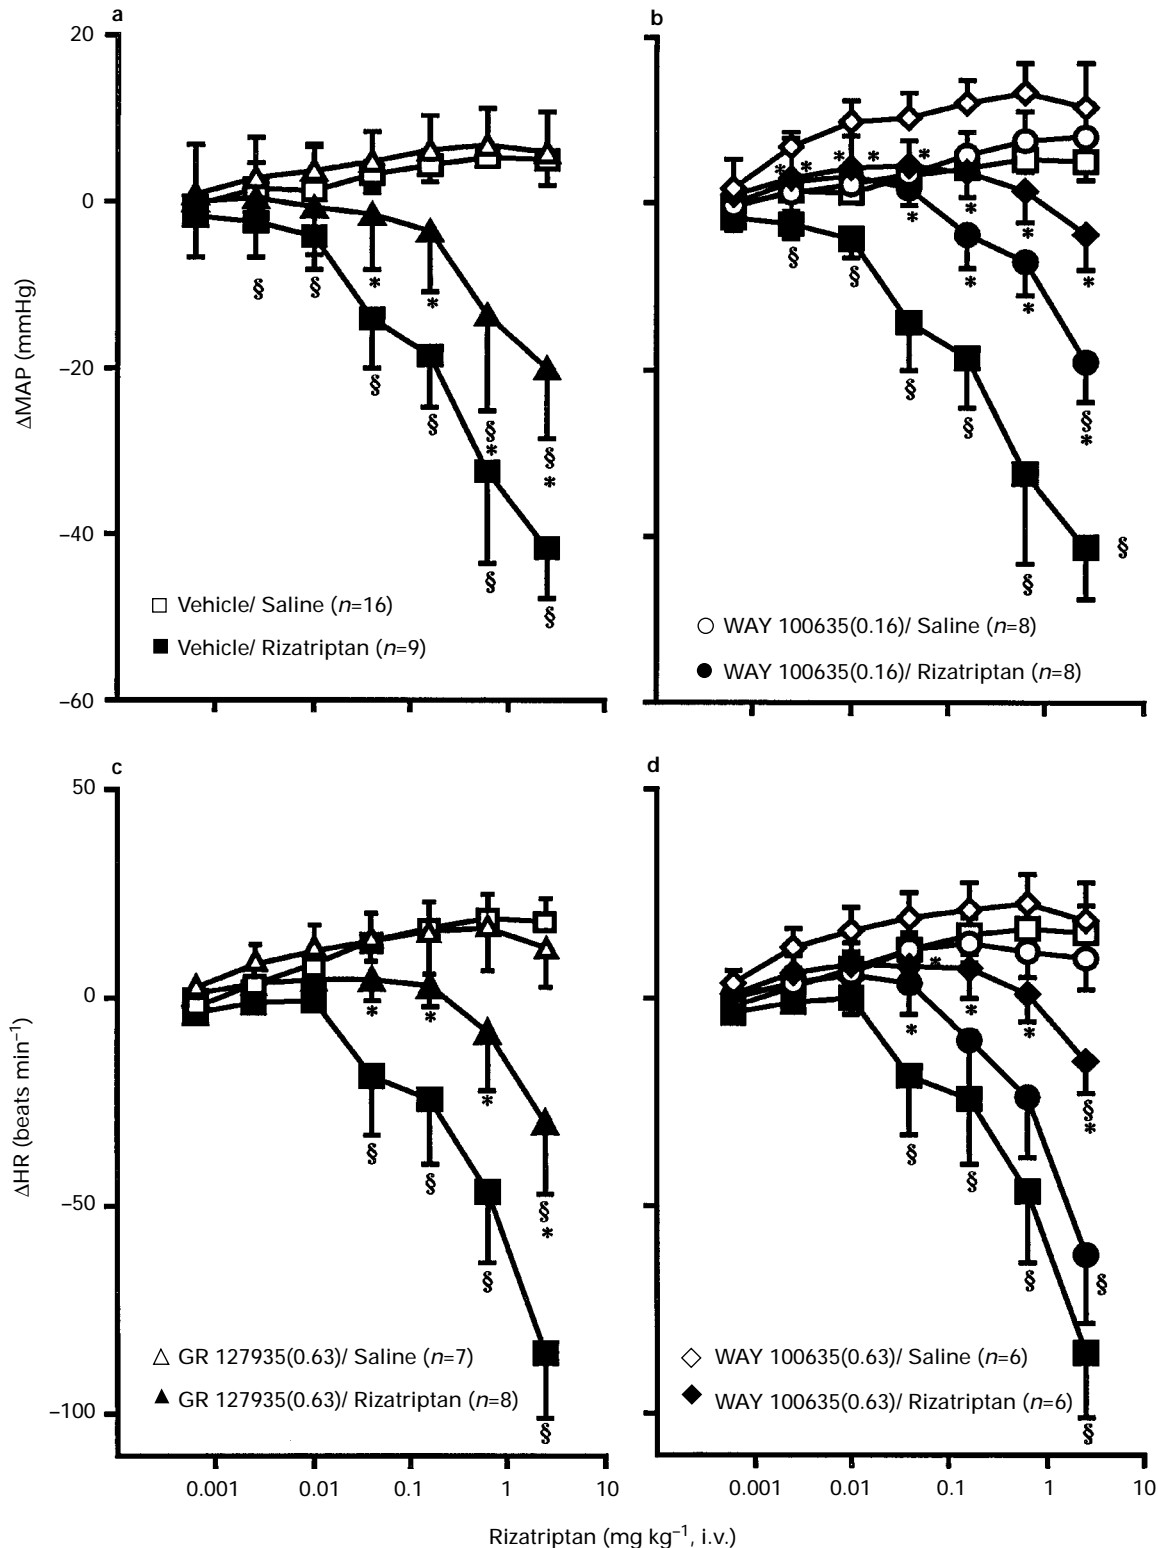 a
b
20
0
−20
−40
−60
ΔMAP (mmHg)
* * * * *
* * *
§ § * * § § * * *
§ § § * § * § § § *
§ § § §
Vehicle/ Saline (n=16)
Vehicle/ Rizatriptan (n=9)
WAY 100635(0.16)/ Saline (n=8)
WAY 100635(0.16)/ Rizatriptan (n=8)
c
d
50
0
−50
−100
ΔHR (beats min−1)
* * * § * § § § § *
* * * * § § § § § § *
GR 127935(0.63)/ Saline (n=7)
GR 127935(0.63)/ Rizatriptan (n=8)
WAY 100635(0.63)/ Saline (n=6)
WAY 100635(0.63)/ Rizatriptan (n=6)
0.001 0.01 0.1 1 10
0.001 0.01 0.1 1 10
Rizatriptan (mg kg−1, i.v.)